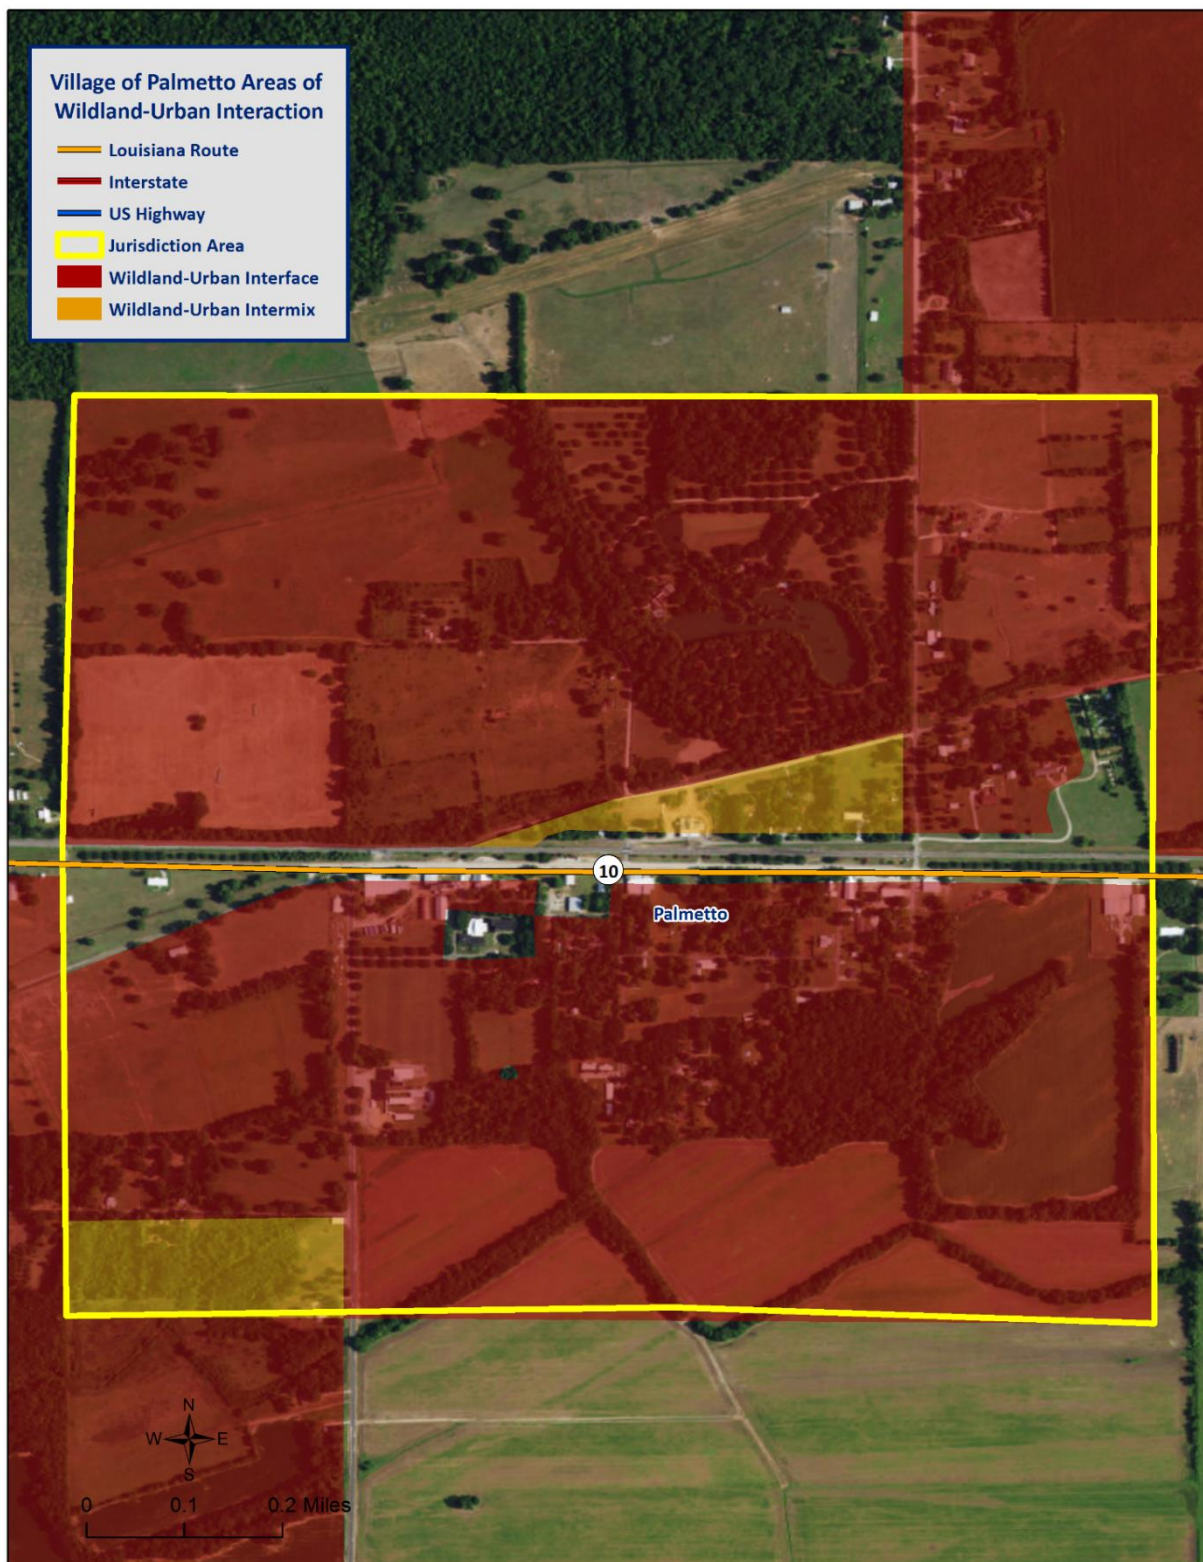 Village of Palmetto Areas of
Wildland-Urban Interaction
Louisiana Route
Interstate
US Highway
Jurisdiction Area
Wildland-Urban Interface
Wildland-Urban Intermix
10
Palmetto
N
W E
S
0 0.1 0.2 Miles